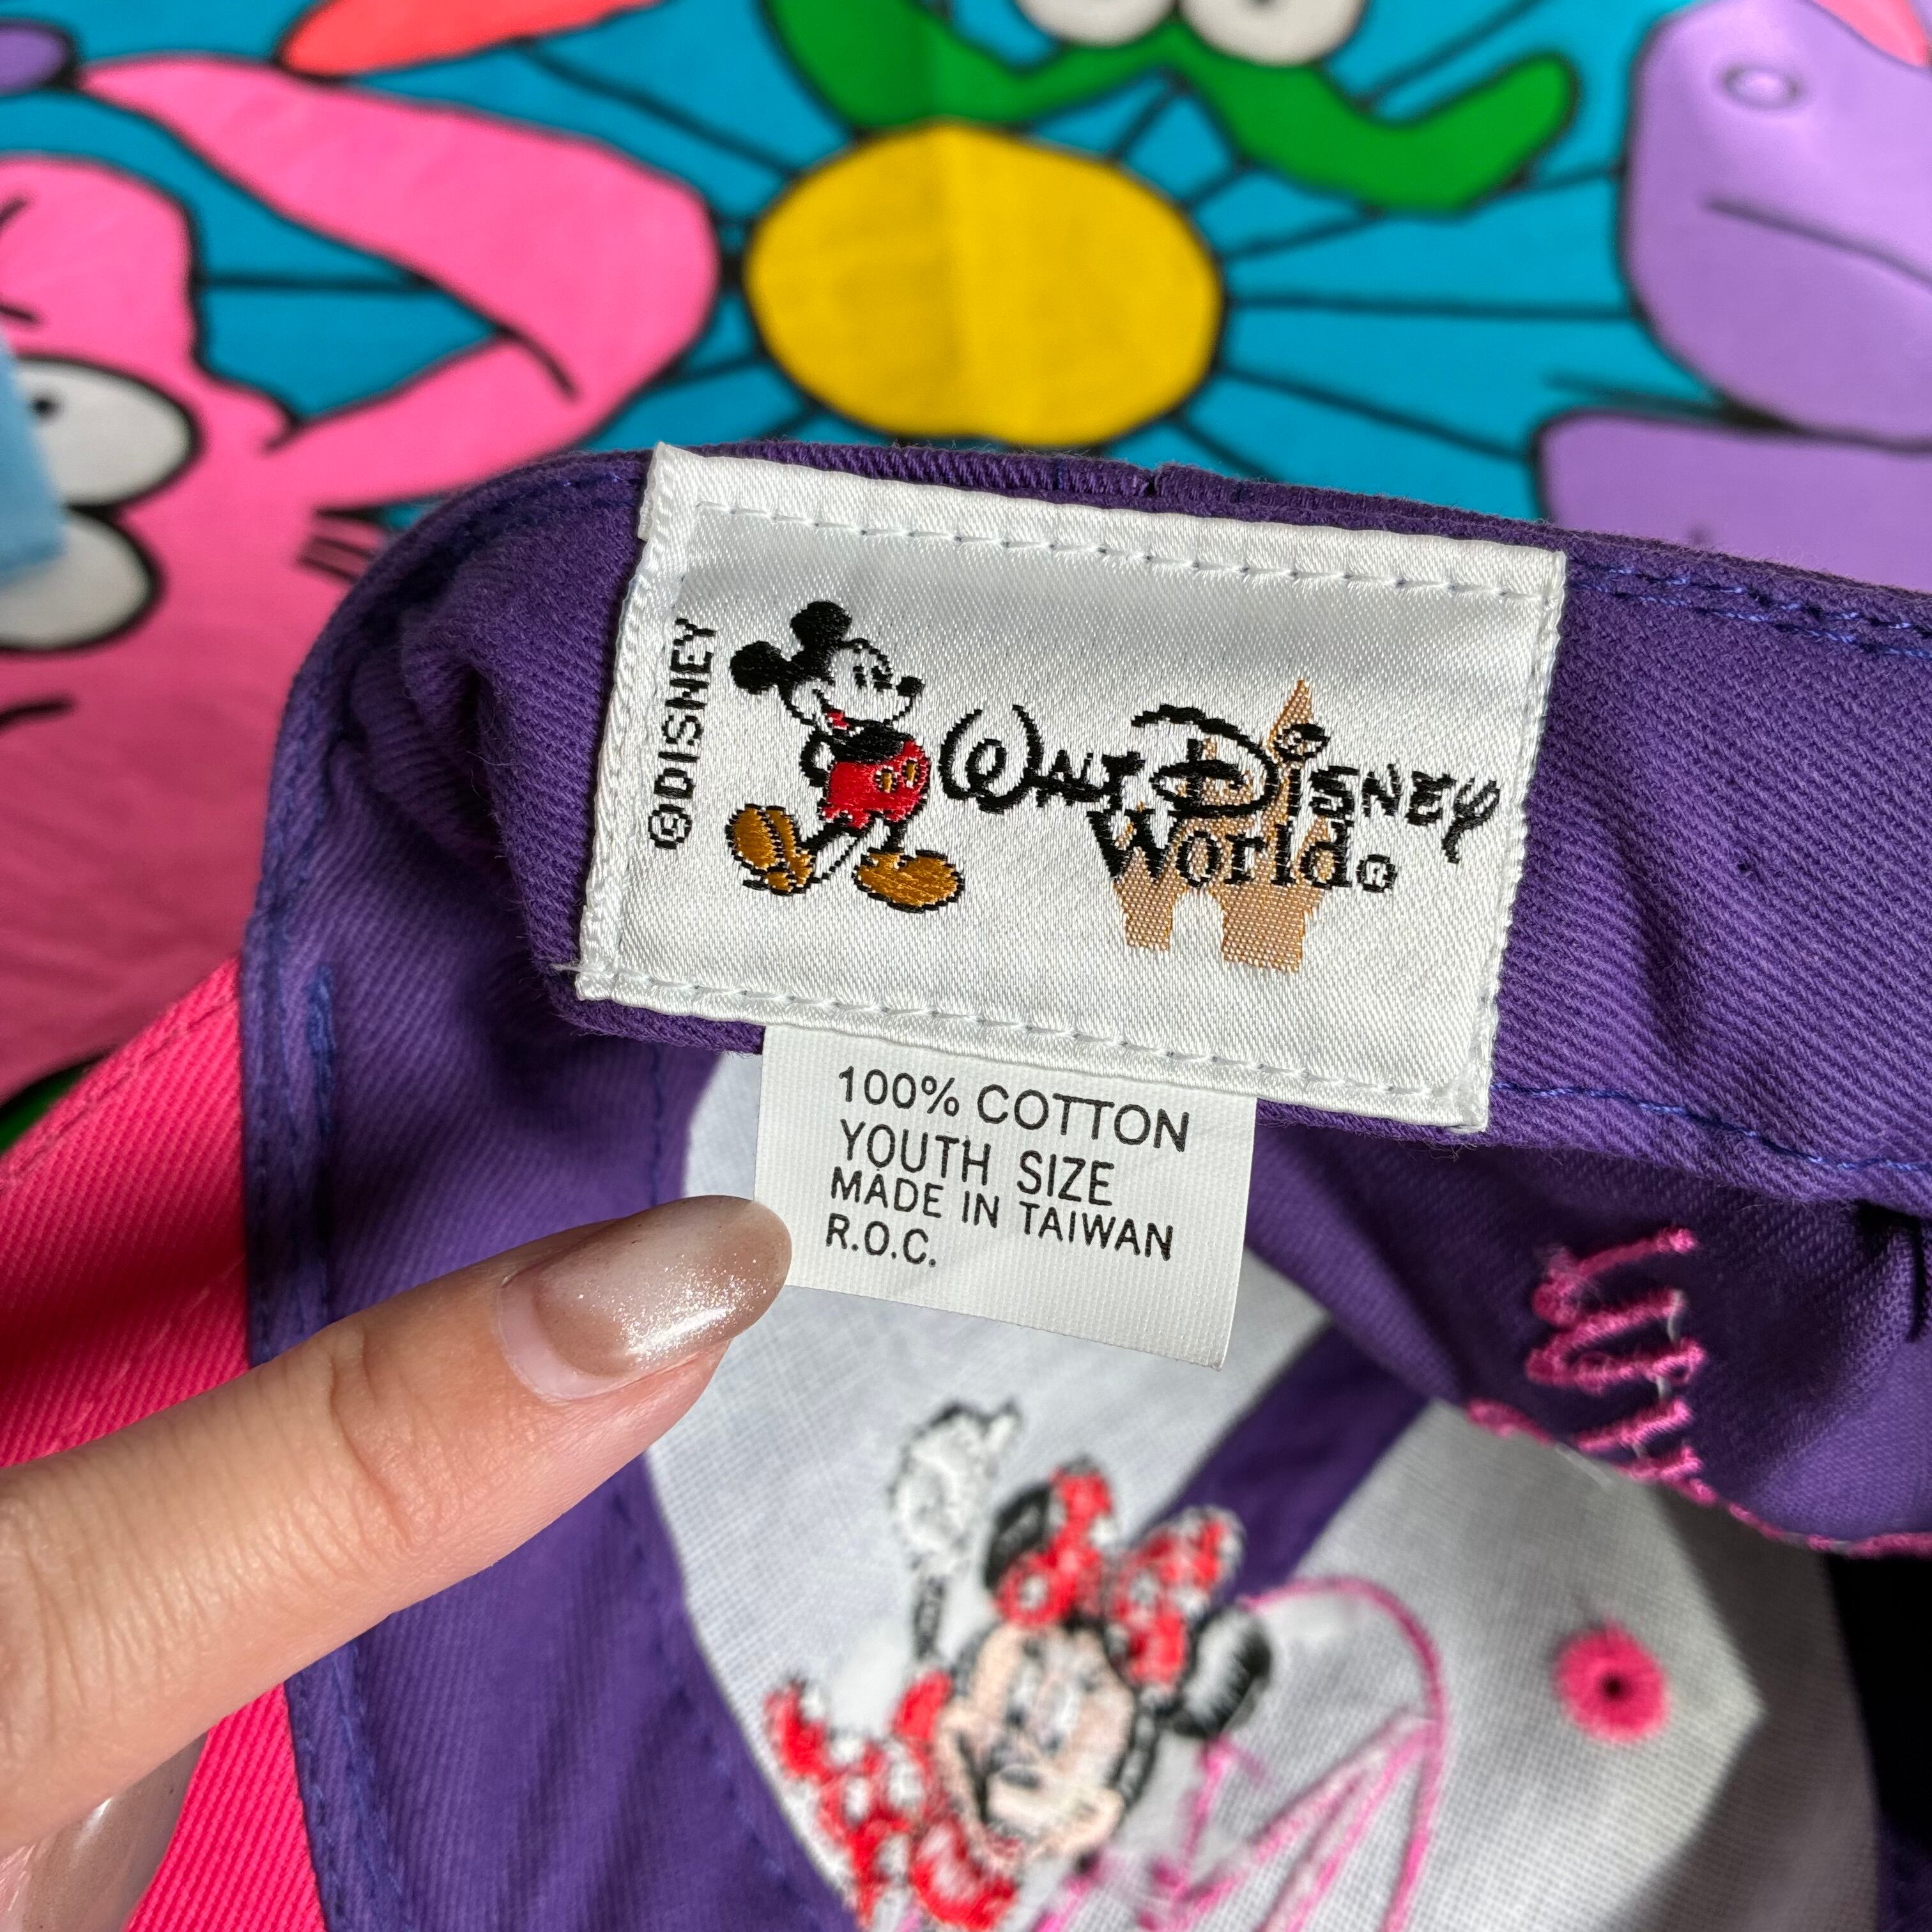 ©DISNEY
WALT DISNEY
World®
100% COTTON
YOUTH SIZE
MADE IN TAIWAN
R.O.C.